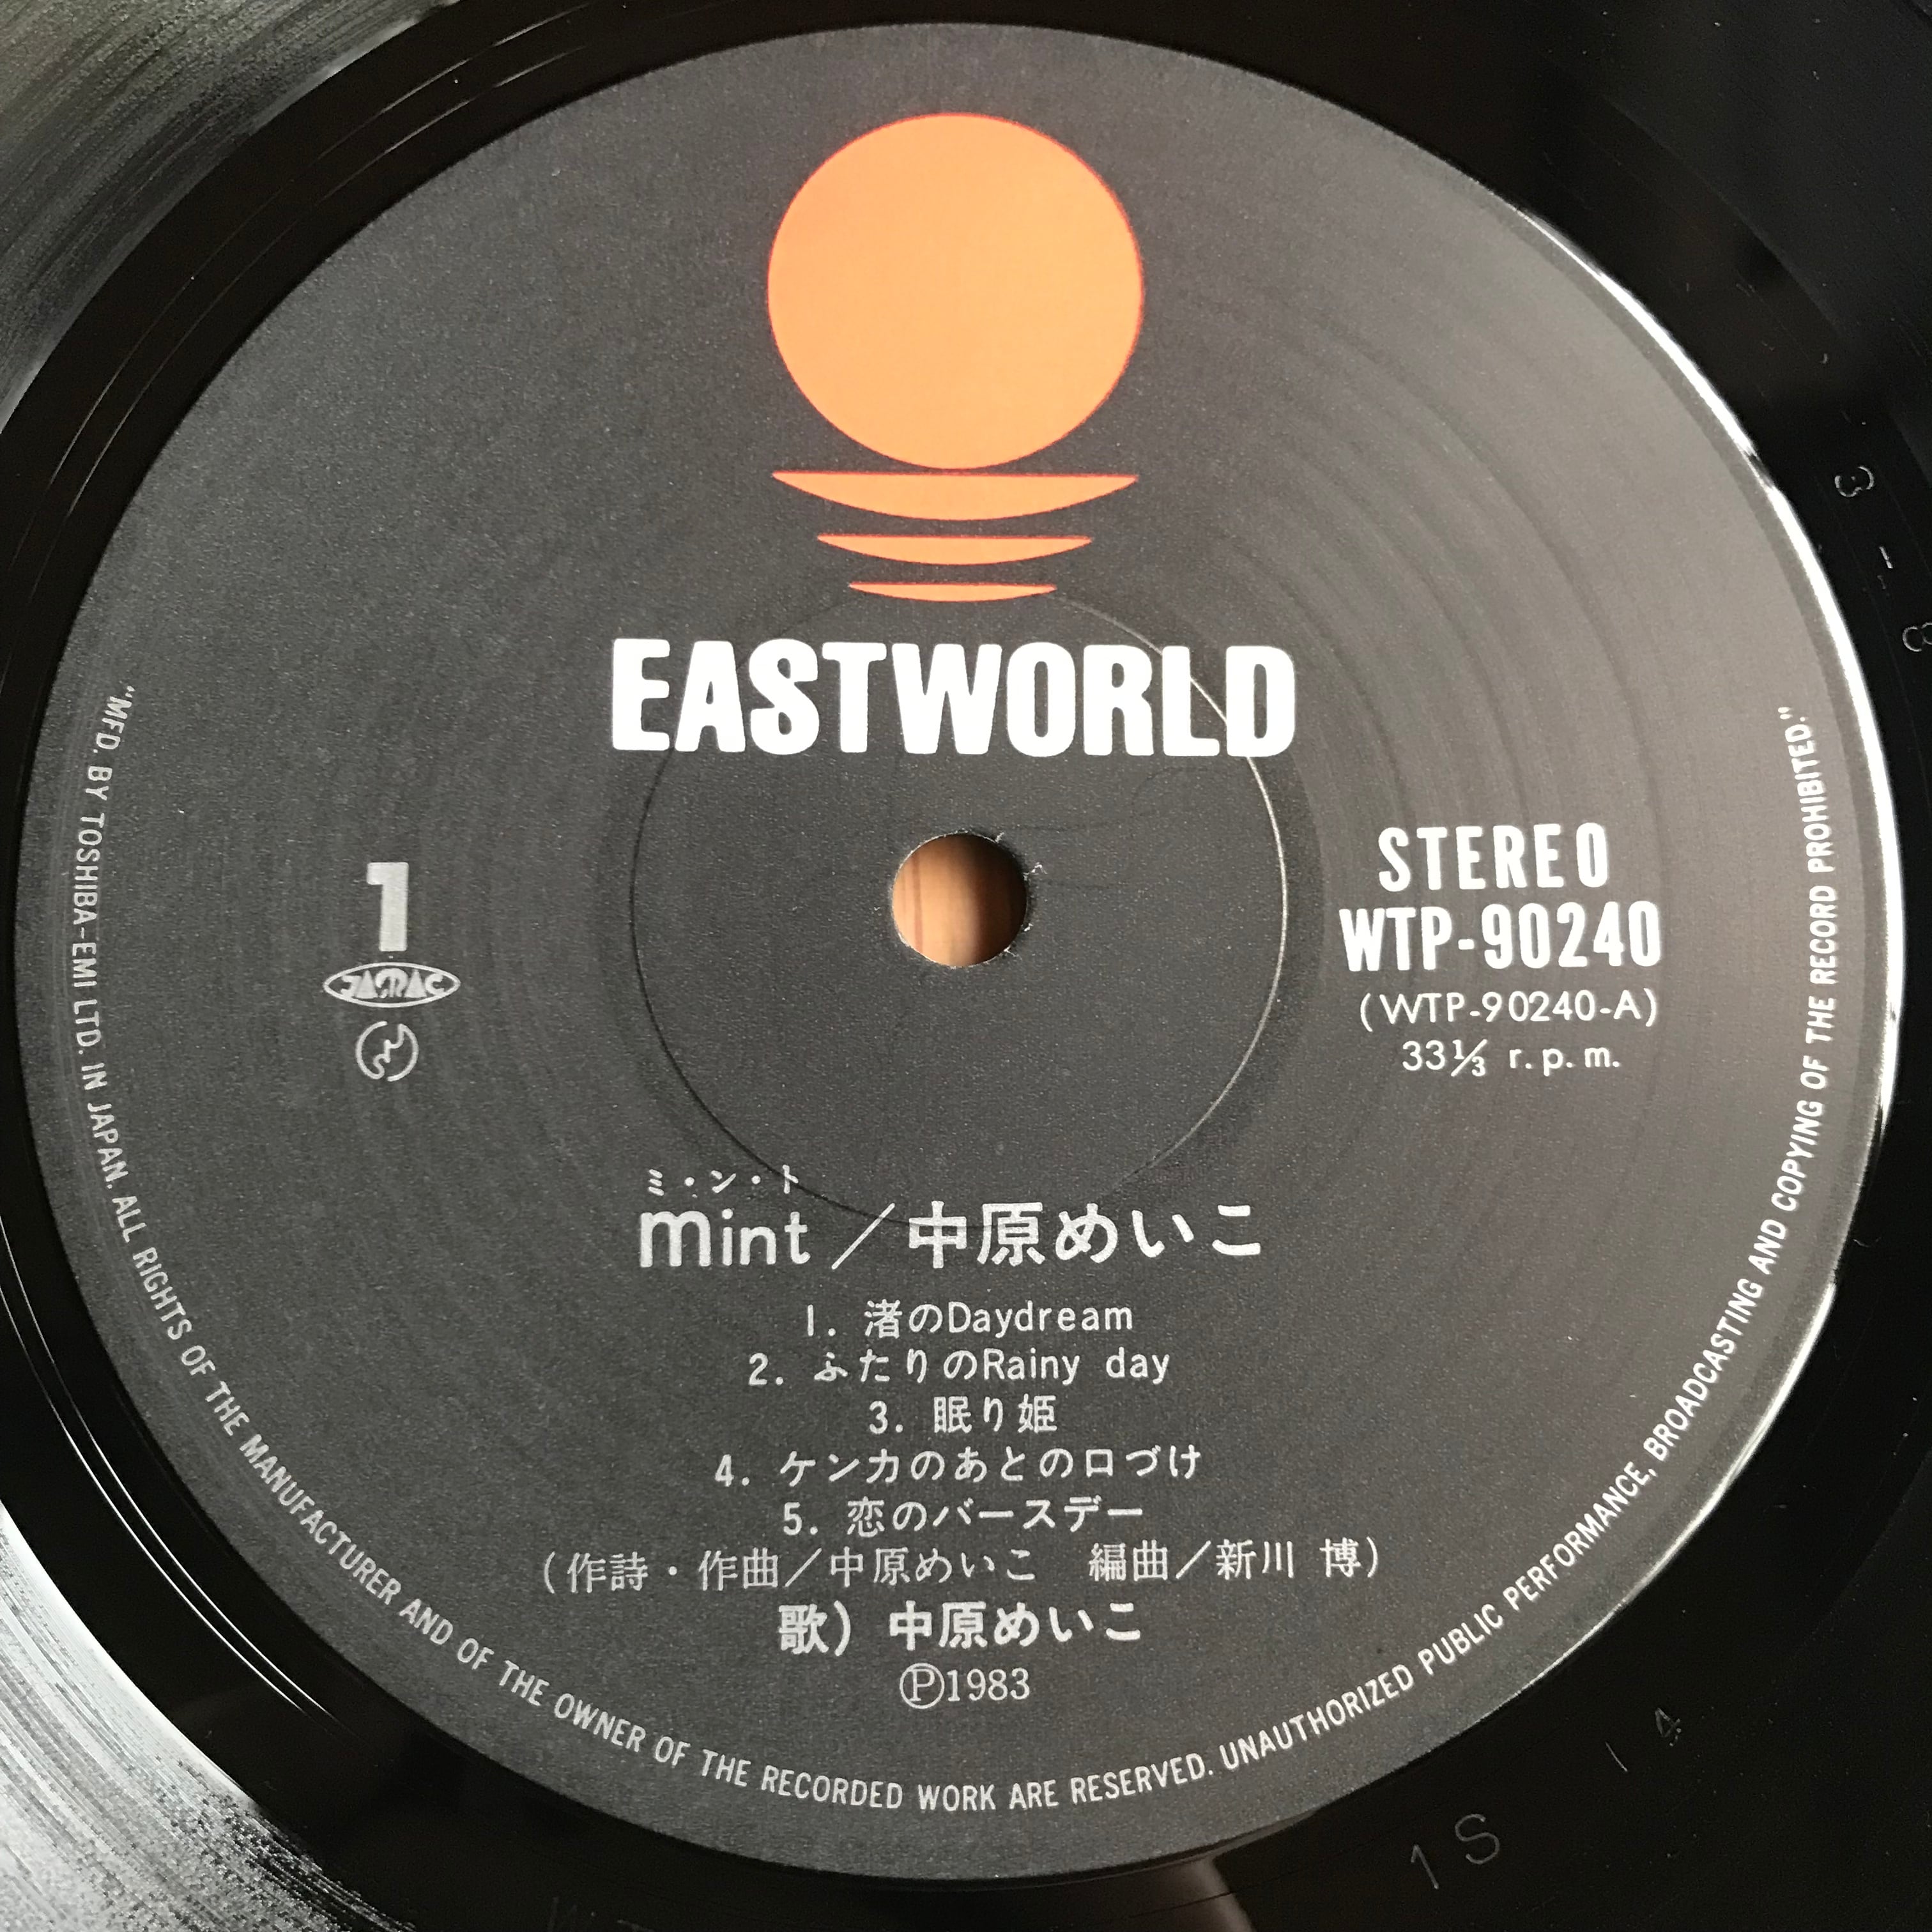 EASTWORLD
1
JASRAC
STEREO
WTP-90240
(WTP-90240-A)
33⅓ r.p.m.
ミ・ン・ト
mint／中原めいこ
1. 渚のDaydream
2. ふたりのRainy day
3. 眠り姫
4. ケンカのあとの口づけ
5. 恋のバースデー
(作詩・作曲／中原めいこ 編曲／新川 博)
歌) 中原めいこ
Ⓟ1983
"MFD. BY TOSHIBA-EMI LTD. IN JAPAN. ALL RIGHTS OF THE MANUFACTURER AND OF THE OWNER OF THE RECORDED WORK ARE RESERVED. UNAUTHORIZED PUBLIC PERFORMANCE, BROADCASTING AND COPYING OF THE RECORD PROHIBITED."
3-8
1S
14